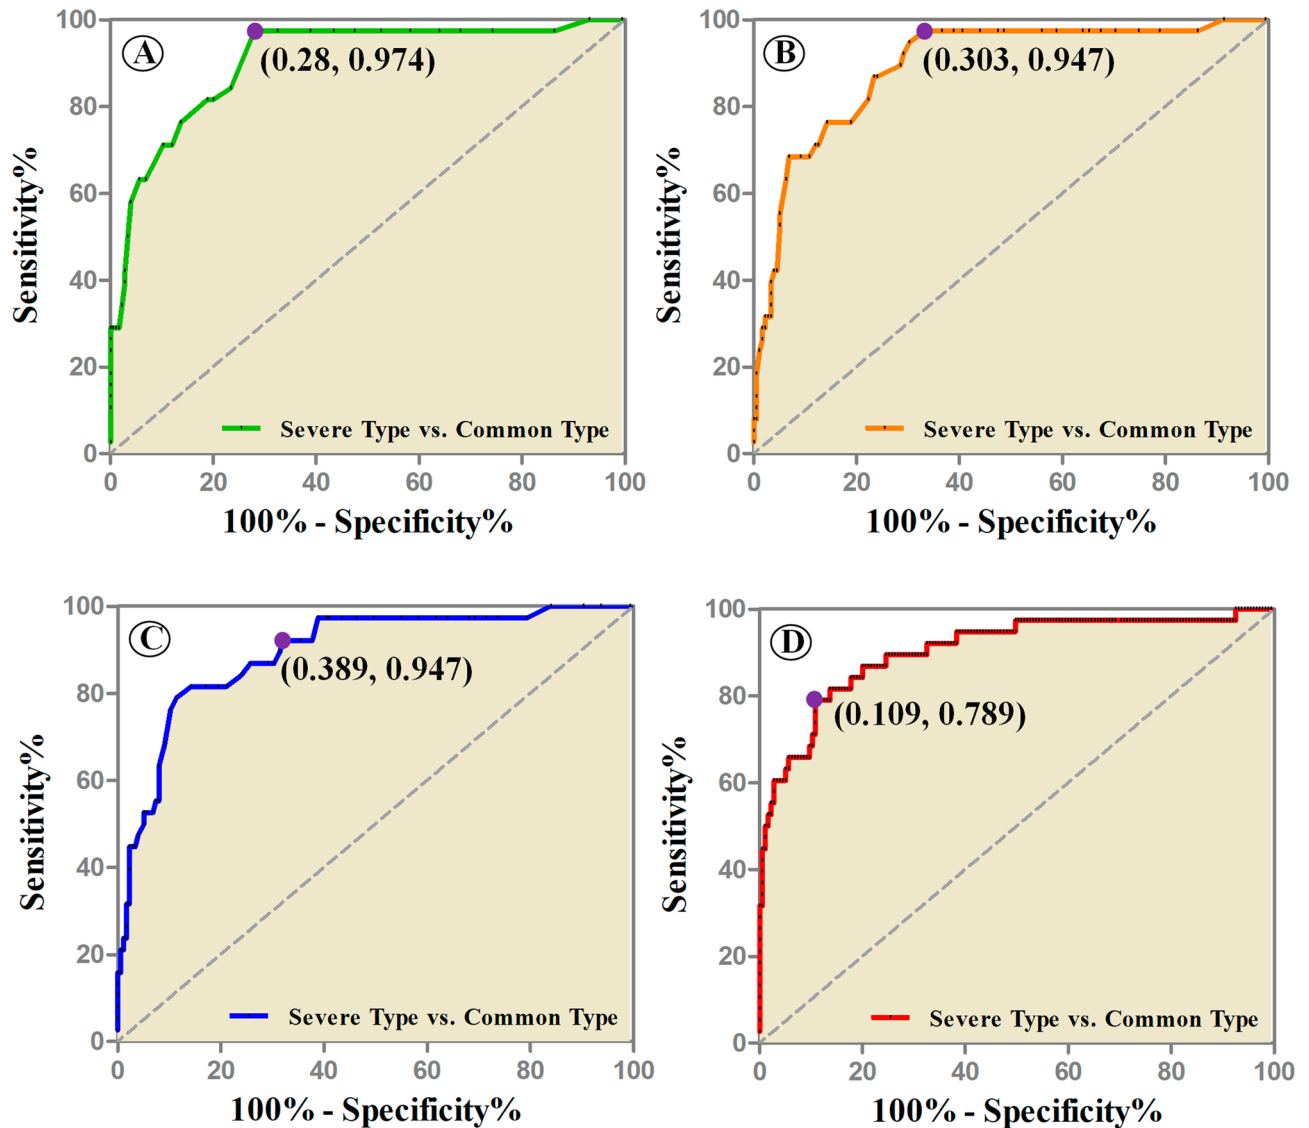 A
(0.28, 0.974)
Sensitivity%
100
80
60
40
20
0
Severe Type vs. Common Type
0 20 40 60 80 100
100% - Specificity%
B
(0.303, 0.947)
Sensitivity%
100
80
60
40
20
0
Severe Type vs. Common Type
0 20 40 60 80 100
100% - Specificity%
C
(0.389, 0.947)
Sensitivity%
100
80
60
40
20
0
Severe Type vs. Common Type
0 20 40 60 80 100
100% - Specificity%
D
(0.109, 0.789)
Sensitivity%
100
80
60
40
20
0
Severe Type vs. Common Type
0 20 40 60 80 100
100% - Specificity%